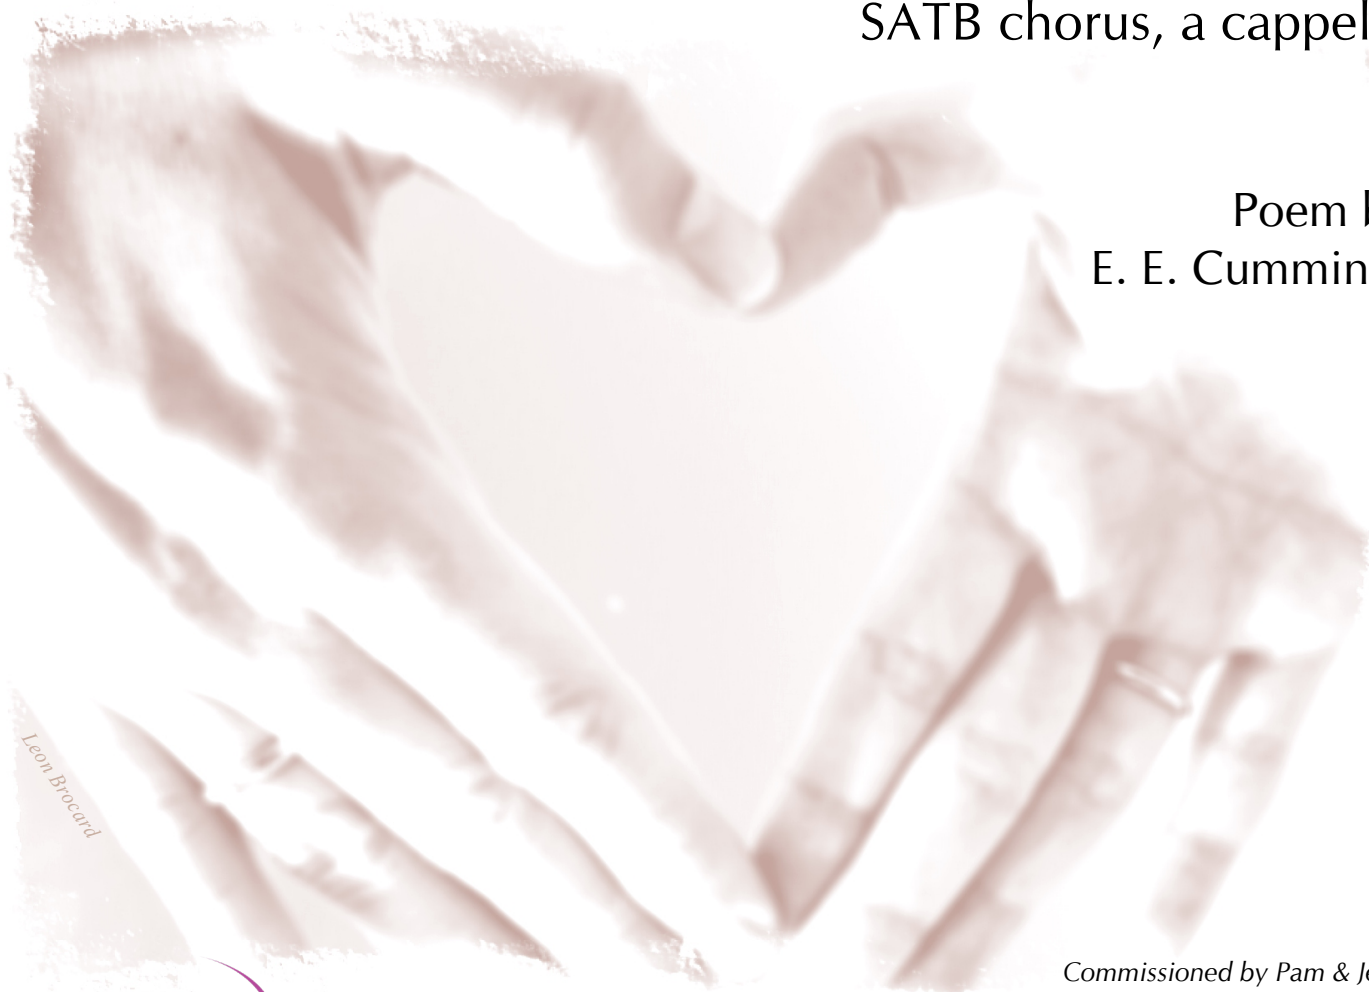 SATB chorus, a cappel
Poem
E. E. Cummin
Leon Brocard
Commissioned by Pam &